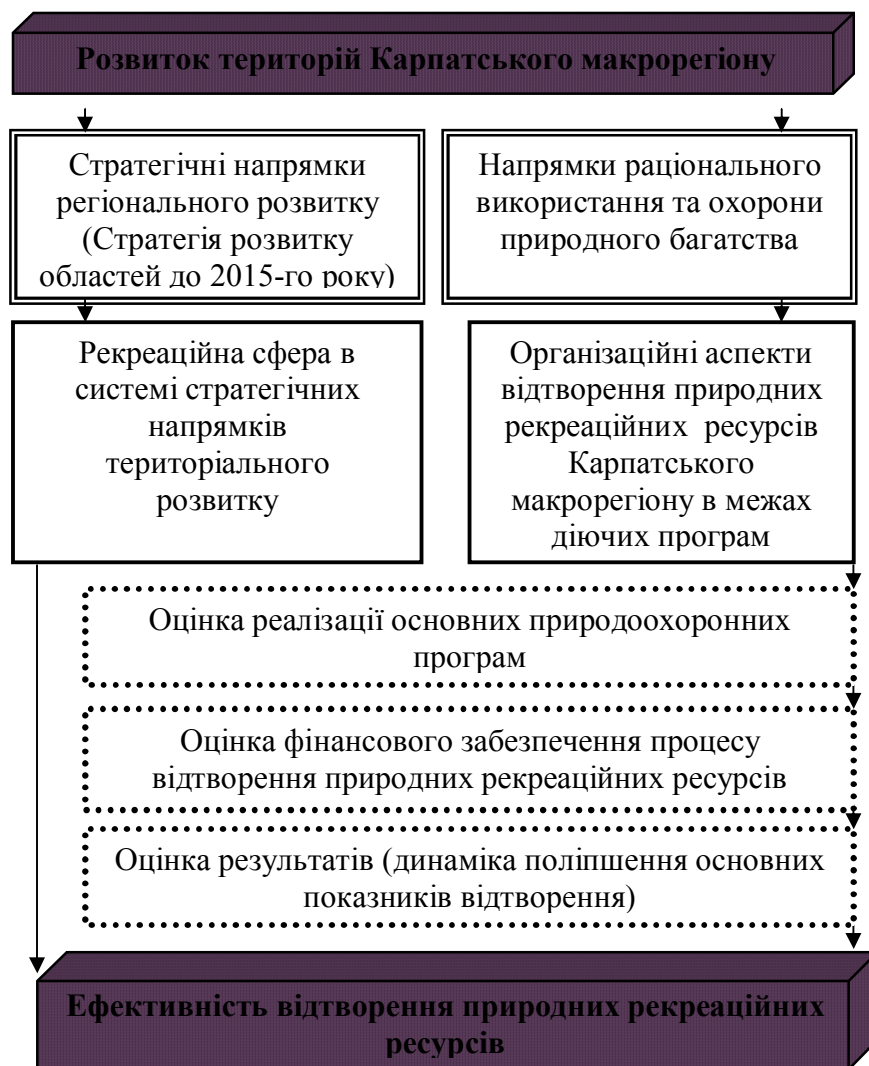 Розвиток територій Карпатського макрорегіону
Стратегічні напрямки
регіонального розвитку
(Стратегія розвитку
областей до 2015-го року)
Напрямки раціонального
використання та охорони
природного багатства
Рекреаційна сфера в
системі стратегічних
напрямків
територіального
розвитку
Організаційні аспекти
відтворення природних
рекреаційних ресурсів
Карпатського
макрорегіону в межах
діючих програм
Оцінка реалізації основних природоохоронних
програм
Оцінка фінансового забезпечення процесу
відтворення природних рекреаційних ресурсів
Оцінка результатів (динаміка поліпшення основних
показників відтворення)
Ефективність відтворення природних рекреаційних
ресурсів